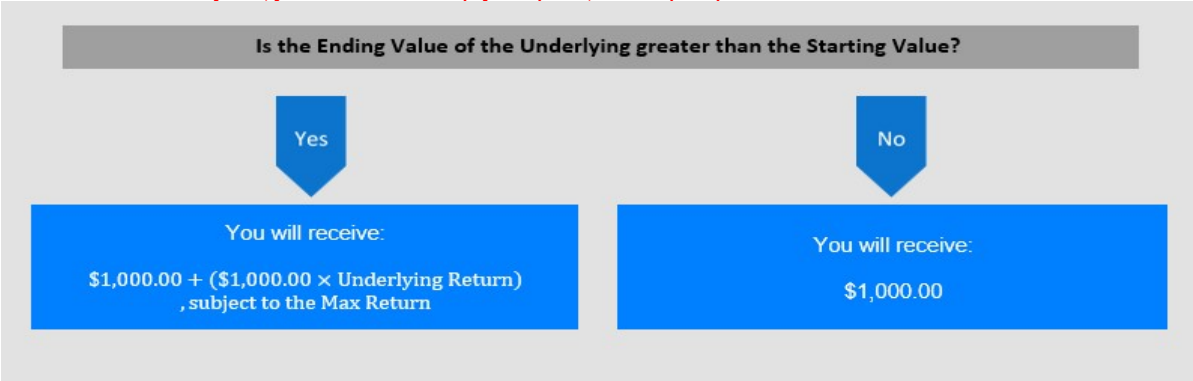 Is the Ending Value of the Underlying greater than the Starting Value?
Yes
No
You will receive:
$1,000.00 + ($1,000.00 × Underlying Return)
, subject to the Max Return
You will receive:
$1,000.00